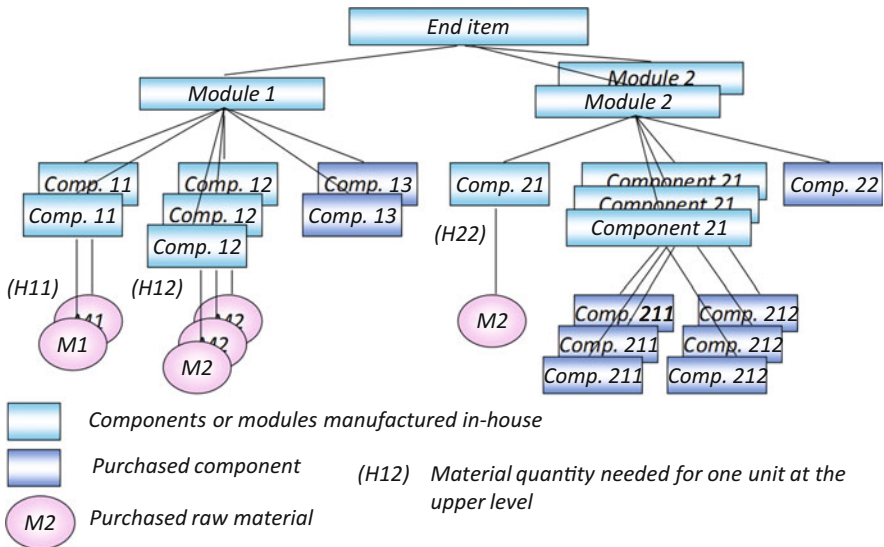 End item
Module 2
Module 1
Module 2
Comp. 11
Comp. 12
Comp. 13
Comp. 21
Component 21
Comp. 22
Comp. 11
Comp. 12
Comp. 13
Component 21
Comp. 12
(H22)
Component 21
(H11)
(H12)
M1
M2
M2
Comp. 211
Comp. 212
M1
M2
Comp. 211
Comp. 212
M2
Comp. 211
Comp. 212
Components or modules manufactured in-house
Purchased component
(H12) Material quantity needed for one unit at the
upper level
M2 Purchased raw material